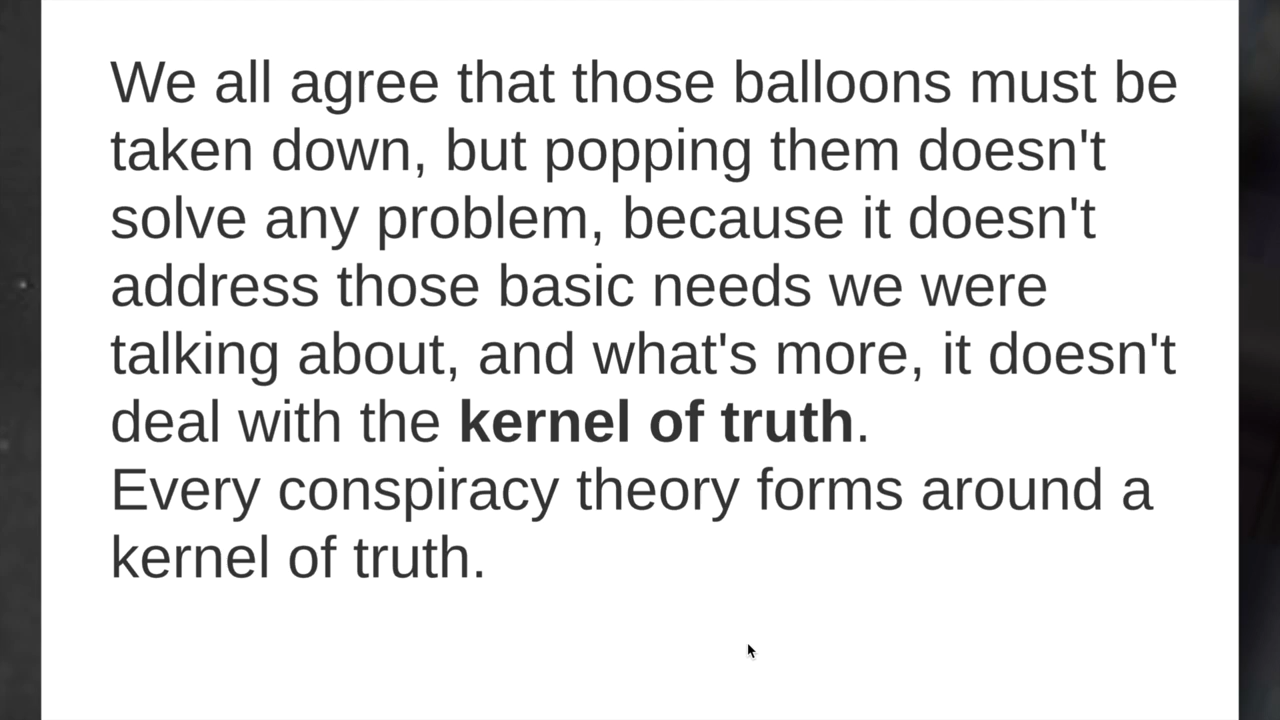 We all agree that those balloons must be
taken down, but popping them doesn't
solve any problem, because it doesn't
address those basic needs we were
talking about, and what's more, it doesn't
deal with the kernel of truth.
Every conspiracy theory forms around a
kernel of truth.